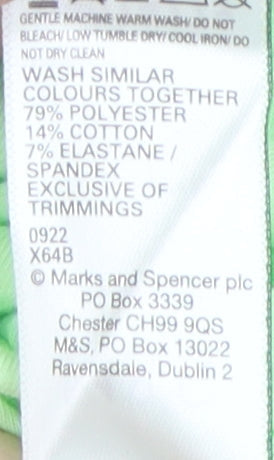 GENTLE MACHINE WARM WASH/ DO NOT
BLEACH/ LOW TUMBLE DRY/ COOL IRON/ DO
NOT DRY CLEAN
WASH SIMILAR
COLOURS TOGETHER
79% POLYESTER
14% COTTON
7% ELASTANE /
SPANDEX
EXCLUSIVE OF
TRIMMINGS
0922
X64B
© Marks and Spencer plc
PO Box 3339
Chester CH99 9QS
M&S, PO Box 13022
Ravensdale, Dublin 2